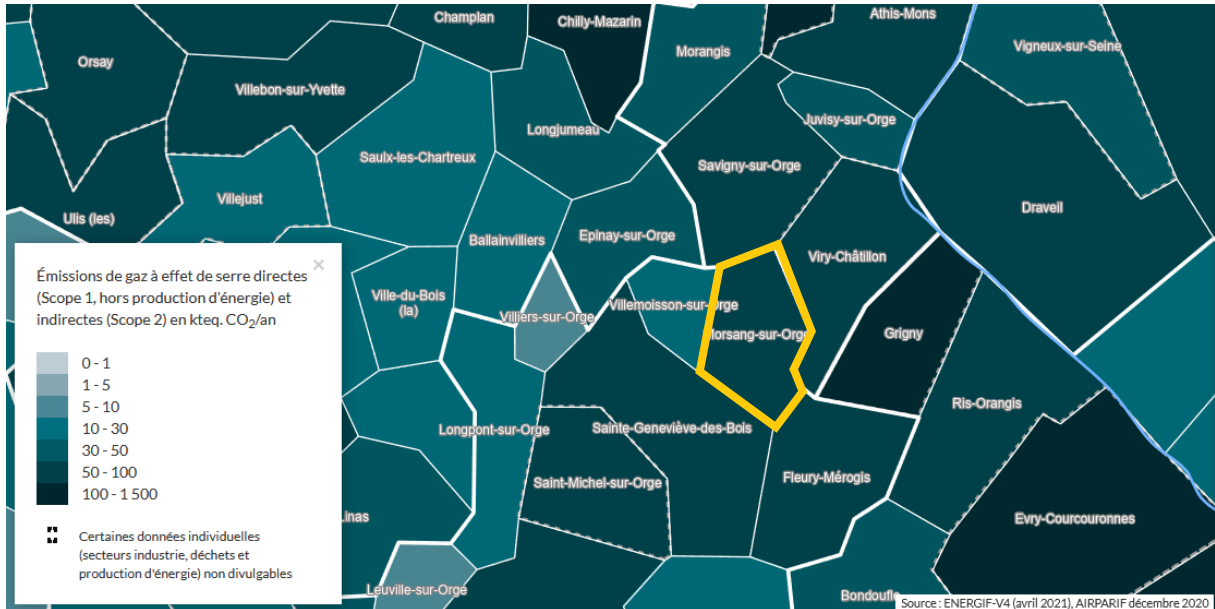 Champlan
Chilly-Mazarin
Athis-Mons
Morangis
Vigneux-sur-Seine
Orsay
Villebon-sur-Yvette
Longjumeau
Juvisy-sur-Orge
Saulx-les-Chartreux
Savigny-sur-Orge
Villejust
Ulis (les)
Draveil
Ballainvilliers
Epinay-sur-Orge
Viry-Châtillon
Ville-du-Bois
(la)
Villiers-sur-Orge
Villemoisson-sur-Orge
Morsang-sur-Orge
Grigny
Ris-Orangis
Longpont-sur-Orge
Sainte-Geneviève-des-Bois
Saint-Michel-sur-Orge
Fleury-Mérogis
Linas
Evry-Courcouronnes
Leuville-sur-Orge
Bondoufle
Émissions de gaz à effet de serre directes
(Scope 1, hors production d'énergie) et
indirectes (Scope 2) en kteq. CO2/an
0 - 1
1 - 5
5 - 10
10 - 30
30 - 50
50 - 100
100 - 1 500
Certaines données individuelles
(secteurs industrie, déchets et
production d'énergie) non divulgables
Source : ENERGIF-V4 (avril 2021), AIRPARIF décembre 2020